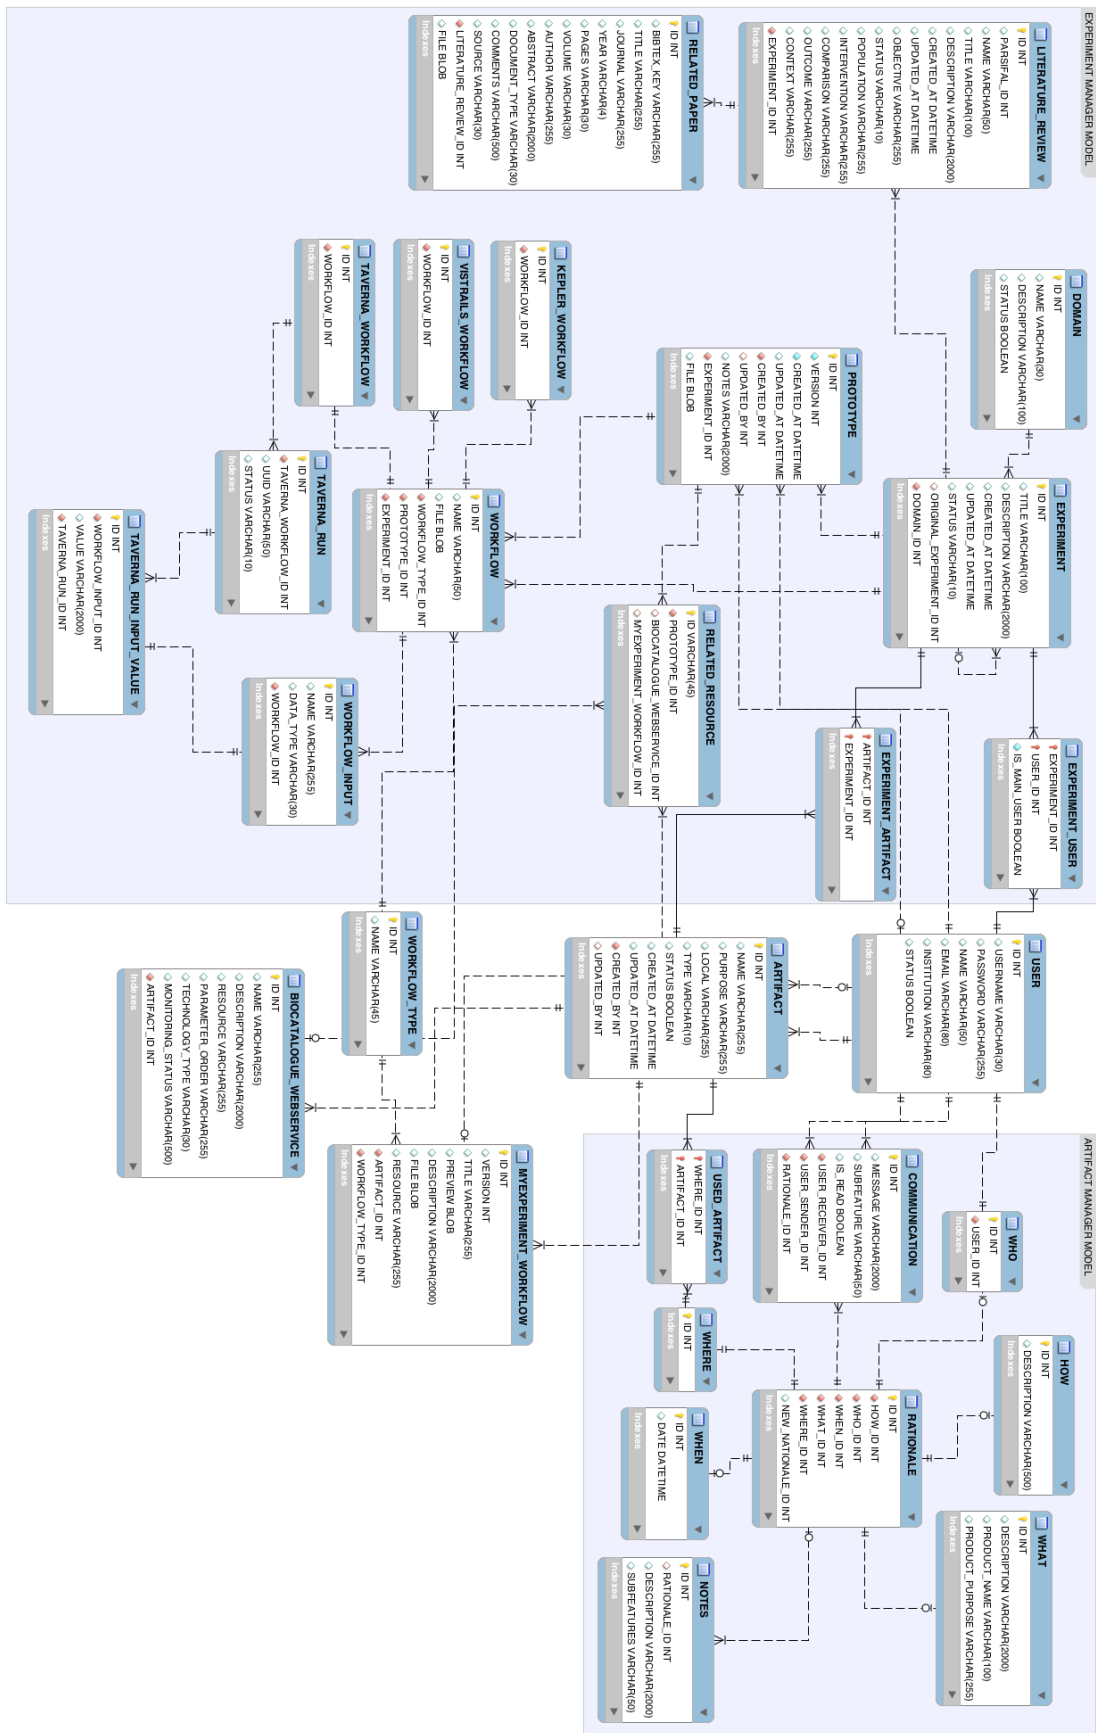 EXPERIMENT MANAGER MODEL
LITERATURE_REVIEW
ID INT
PARSIFAL_ID INT
NAME VARCHAR(50)
TITLE VARCHAR(100)
DESCRIPTION VARCHAR(2000)
CREATED_AT DATETIME
UPDATED_AT DATETIME
OBJECTIVE VARCHAR(255)
STATUS VARCHAR(10)
POPULATION VARCHAR(255)
INTERVENTION VARCHAR(255)
COMPARISON VARCHAR(255)
OUTCOME VARCHAR(255)
CONTEXT VARCHAR(255)
EXPERIMENT_ID INT
Indexes
DOMAIN
ID INT
NAME VARCHAR(30)
DESCRIPTION VARCHAR(100)
STATUS BOOLEAN
Indexes
EXPERIMENT
ID INT
TITLE VARCHAR(100)
DESCRIPTION VARCHAR(2000)
CREATED_AT DATETIME
UPDATED_AT DATETIME
STATUS VARCHAR(10)
ORIGINAL_EXPERIMENT_ID INT
DOMAIN_ID INT
Indexes
EXPERIMENT_USER
EXPERIMENT_ID INT
USER_ID INT
IS_MAIN_USER BOOLEAN
Indexes
RELATED_PAPER
ID INT
BIBTEX_KEY VARCHAR(255)
TITLE VARCHAR(255)
JOURNAL VARCHAR(255)
YEAR VARCHAR(4)
PAGES VARCHAR(30)
VOLUME VARCHAR(30)
AUTHOR VARCHAR(255)
ABSTRACT VARCHAR(2000)
DOCUMENT_TYPE VARCHAR(30)
COMMENTS VARCHAR(500)
SOURCE VARCHAR(30)
LITERATURE_REVIEW_ID INT
FILE BLOB
Indexes
PROTOTYPE
ID INT
VERSION INT
CREATED_AT DATETIME
UPDATED_AT DATETIME
CREATED_BY INT
UPDATED_BY INT
NOTES VARCHAR(2000)
EXPERIMENT_ID INT
FILE BLOB
Indexes
EXPERIMENT_ARTIFACT
ARTIFACT_ID INT
EXPERIMENT_ID INT
Indexes
RELATED_RESOURCE
ID VARCHAR(45)
PROTOTYPE_ID INT
BIOCATALOGUE_WEBSERVICE_ID INT
MYEXPERIMENT_WORKFLOW_ID INT
Indexes
KEPLER_WORKFLOW
ID INT
WORKFLOW_ID INT
Indexes
VISTRAILS_WORKFLOW
ID INT
WORKFLOW_ID INT
Indexes
TAVERNA_WORKFLOW
ID INT
WORKFLOW_ID INT
Indexes
WORKFLOW
ID INT
NAME VARCHAR(50)
FILE BLOB
WORKFLOW_TYPE_ID INT
PROTOTYPE_ID INT
EXPERIMENT_ID INT
Indexes
TAVERNA_RUN
ID INT
TAVERNA_WORKFLOW_ID INT
UUID VARCHAR(50)
STATUS VARCHAR(10)
Indexes
WORKFLOW_INPUT
ID INT
NAME VARCHAR(255)
DATA_TYPE VARCHAR(30)
WORKFLOW_ID INT
Indexes
TAVERNA_RUN_INPUT_VALUE
ID INT
WORKFLOW_INPUT_ID INT
VALUE VARCHAR(2000)
TAVERNA_RUN_ID INT
Indexes
USER
ID INT
USERNAME VARCHAR(30)
PASSWORD VARCHAR(255)
NAME VARCHAR(50)
EMAIL VARCHAR(80)
INSTITUTION VARCHAR(80)
STATUS BOOLEAN
Indexes
ARTIFACT
ID INT
NAME VARCHAR(255)
PURPOSE VARCHAR(255)
LOCAL VARCHAR(255)
TYPE VARCHAR(10)
STATUS BOOLEAN
CREATED_AT DATETIME
UPDATED_AT DATETIME
CREATED_BY INT
UPDATED_BY INT
Indexes
WORKFLOW_TYPE
ID INT
NAME VARCHAR(45)
Indexes
BIOCATALOGUE_WEBSERVICE
ID INT
NAME VARCHAR(255)
DESCRIPTION VARCHAR(2000)
RESOURCE VARCHAR(255)
PARAMETER_ORDER VARCHAR(255)
TECHNOLOGY_TYPE VARCHAR(30)
MONITORING_STATUS VARCHAR(500)
ARTIFACT_ID INT
Indexes
MYEXPERIMENT_WORKFLOW
ID INT
VERSION INT
TITLE VARCHAR(255)
PREVIEW BLOB
DESCRIPTION VARCHAR(2000)
FILE BLOB
RESOURCE VARCHAR(255)
ARTIFACT_ID INT
WORKFLOW_TYPE_ID INT
Indexes
ARTIFACT MANAGER MODEL
WHO
ID INT
USER_ID INT
Indexes
HOW
ID INT
DESCRIPTION VARCHAR(500)
Indexes
WHAT
ID INT
DESCRIPTION VARCHAR(2000)
PRODUCT_NAME VARCHAR(100)
PRODUCT_PURPOSE VARCHAR(255)
Indexes
COMMUNICATION
ID INT
MESSAGE VARCHAR(2000)
SUBFEATURE VARCHAR(50)
IS_READ BOOLEAN
USER_RECEIVER_ID INT
USER_SENDER_ID INT
RATIONALE_ID INT
Indexes
RATIONALE
ID INT
HOW_ID INT
WHO_ID INT
WHEN_ID INT
WHAT_ID INT
WHERE_ID INT
NEW_NATIONALE_ID INT
Indexes
USED_ARTIFACT
WHERE_ID INT
ARTIFACT_ID INT
Indexes
WHERE
ID INT
Indexes
WHEN
ID INT
DATE DATETIME
Indexes
NOTES
ID INT
RATIONALE_ID INT
DESCRIPTION VARCHAR(2000)
SUBFEATURES VARCHAR(50)
Indexes